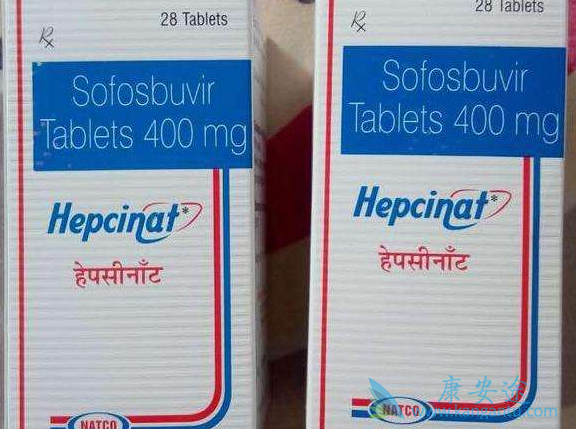 ℞
28 Tablets
Sofosbuvir
Tablets 400 mg
Hepcinat*
हेपसीनाँट
NATCO
℞
28 Tablets
Sofosbuvir
Tablets 400 mg
Hepcinat*
हेपसीनाँट
NATCO
康安途